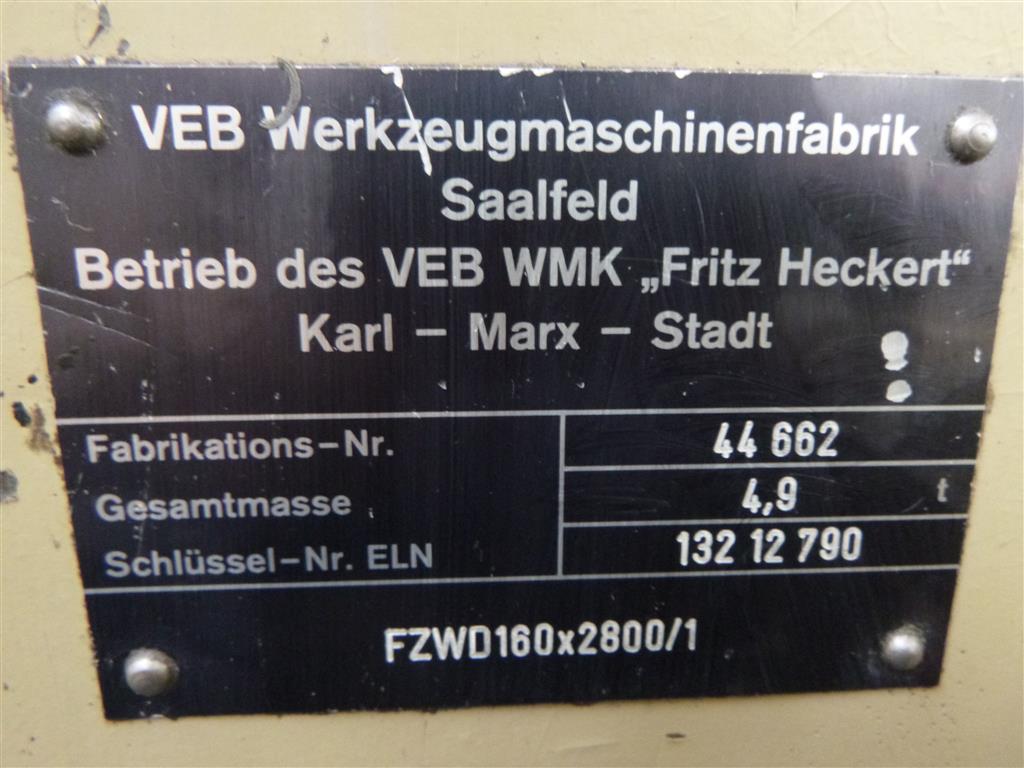 VEB Werkzeugmaschinenfabrik
Saalfeld
Betrieb des VEB WMK „Fritz Heckert“
Karl – Marx – Stadt
Fabrikations–Nr. 44 662
Gesamtmasse 4,9 t
Schlüssel–Nr. ELN 132 12 790
FZWD160x2800/1